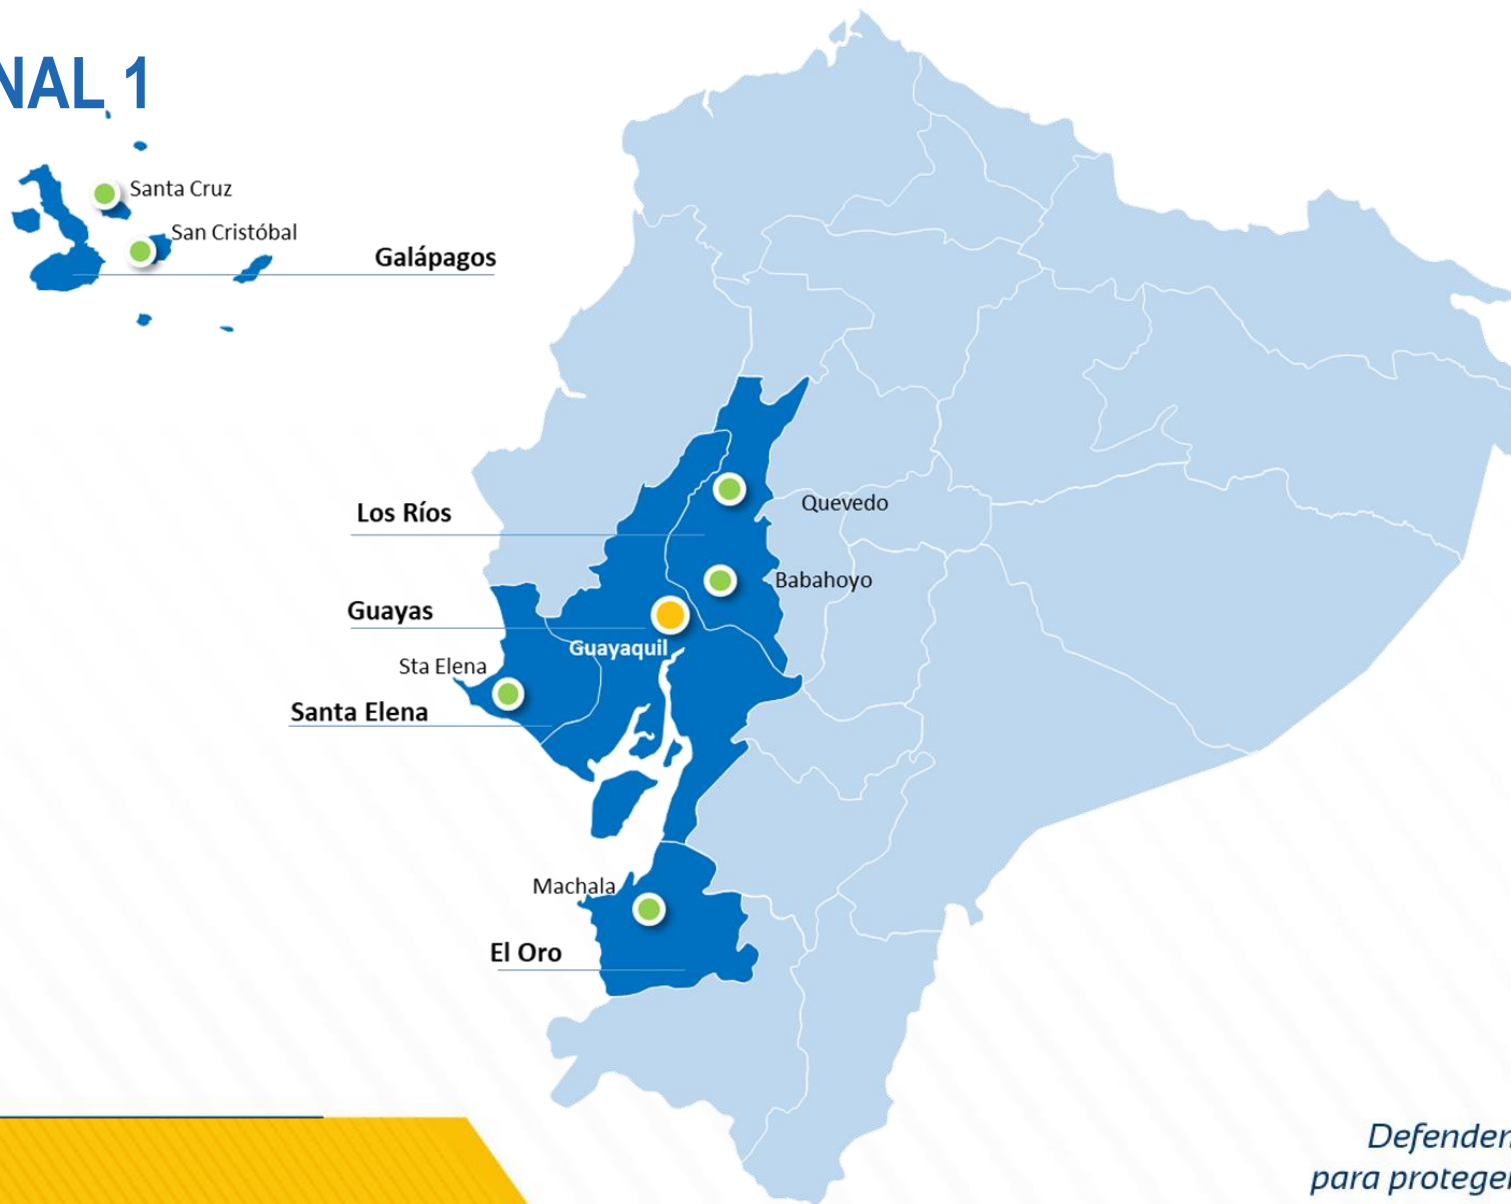 NAL 1
Santa Cruz
San Cristóbal
Galápagos
Los Ríos
Quevedo
Babahoyo
Guayas
Guayaquil
Sta Elena
Santa Elena
Machala
El Oro
Defenden
para proteger